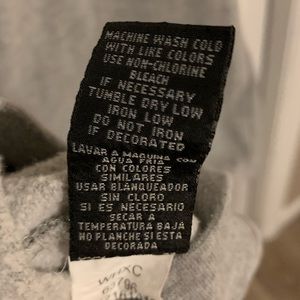 MACHINE WASH COLD
WITH LIKE COLORS
USE NON-CHLORINE
BLEACH
IF NECESSARY
TUMBLE DRY LOW
IRON LOW
DO NOT IRON
IF DECORATED
LAVAR A MAQUINA CON
AGUA FRIA
CON COLORES
SIMILARES
USAR BLANQUEADOR
SIN CLORO
SI ES NECESARIO
SECAR A
TEMPERATURA BAJA
NO PLANCHE SI ESTA
DECORADA
WHXC